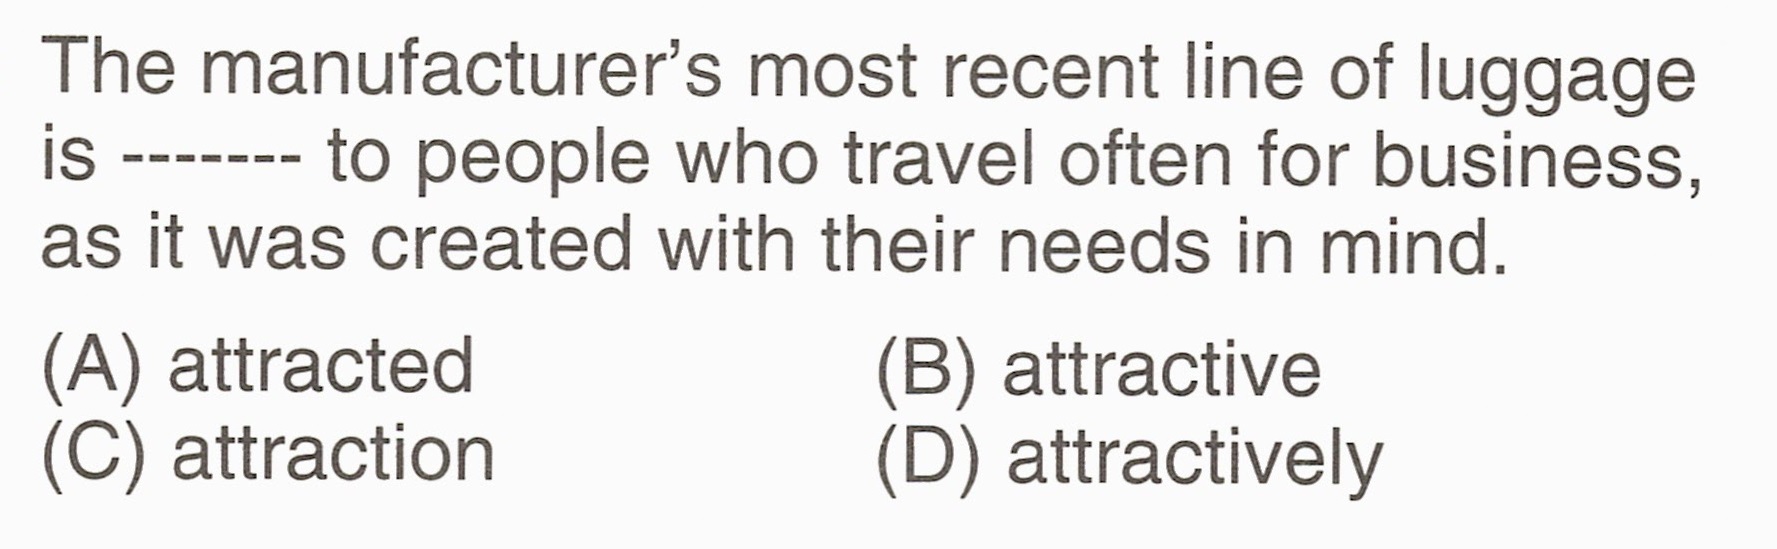 The manufacturer’s most recent line of luggage
is ------- to people who travel often for business,
as it was created with their needs in mind.
(A) attracted (B) attractive
(C) attraction (D) attractively